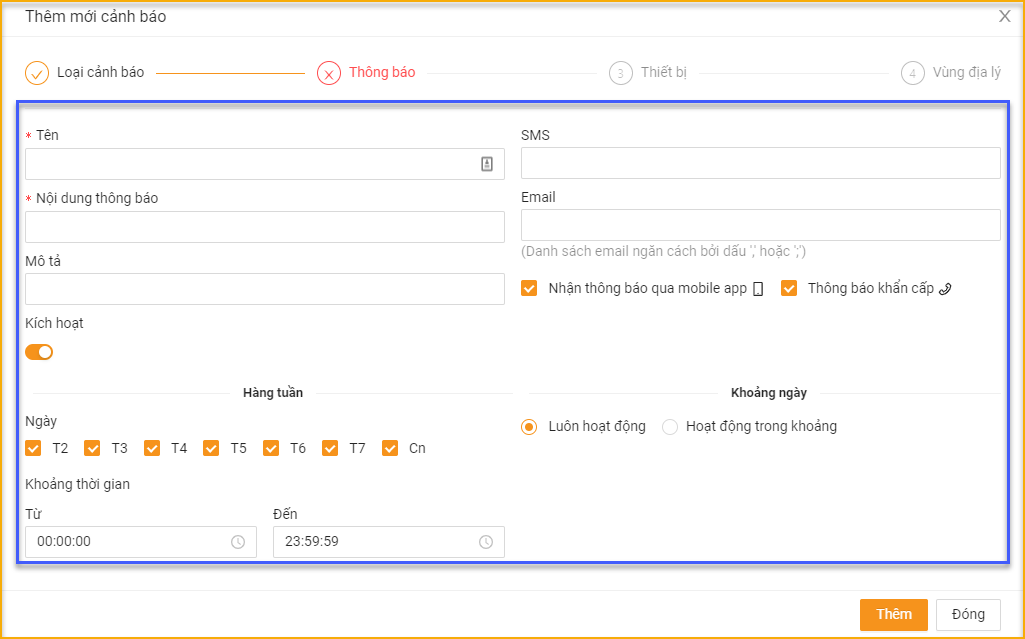 Thêm mới cảnh báo
Loại cảnh báo
Thông báo
3 Thiết bị
4 Vùng địa lý
* Tên
SMS
* Nội dung thông báo
Email
(Danh sách email ngăn cách bởi dấu ',' hoặc ';')
Mô tả
Nhận thông báo qua mobile app
Thông báo khẩn cấp
Kích hoạt
Hàng tuần
Khoảng ngày
Ngày
Luôn hoạt động
Hoạt động trong khoảng
T2 T3 T4 T5 T6 T7 Cn
Khoảng thời gian
Từ
Đến
00:00:00
23:59:59
Thêm
Đóng